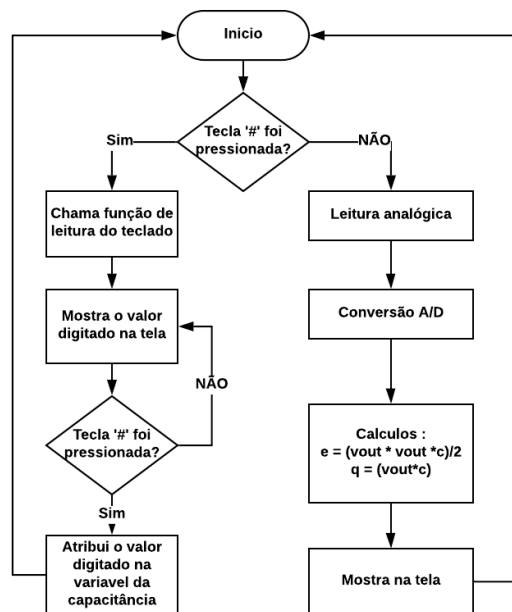 Inicio
Tecla '#' foi
pressionada?
Sim
NÃO
Chama função de
leitura do teclado
Leitura analógica
Mostra o valor
digitado na tela
Conversão A/D
NÃO
Tecla '#' foi
pressionada?
Calculos :
e = (vout * vout *c)/2
q = (vout*c)
Sim
Atribui o valor
digitado na
variavel da
capacitância
Mostra na tela